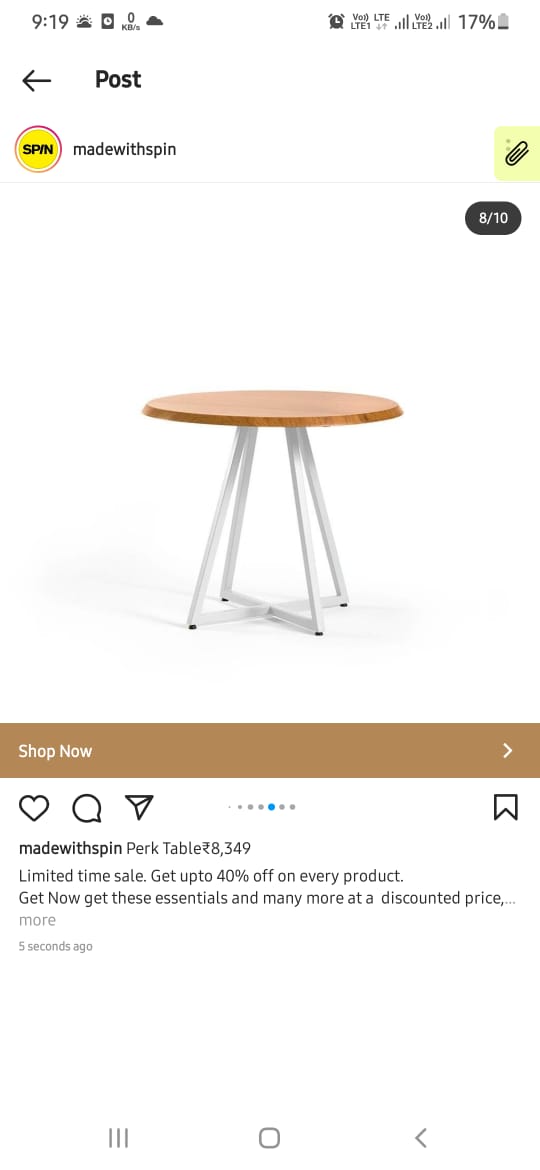 9:19 0 KB/s Vo)) LTE1 LTE Vo)) LTE2 17%
Post
SPIN madewithspin
8/10
Shop Now
madewithspin Perk Table₹8,349
Limited time sale. Get upto 40% off on every product.
Get Now get these essentials and many more at a  discounted price,...
more
5 seconds ago